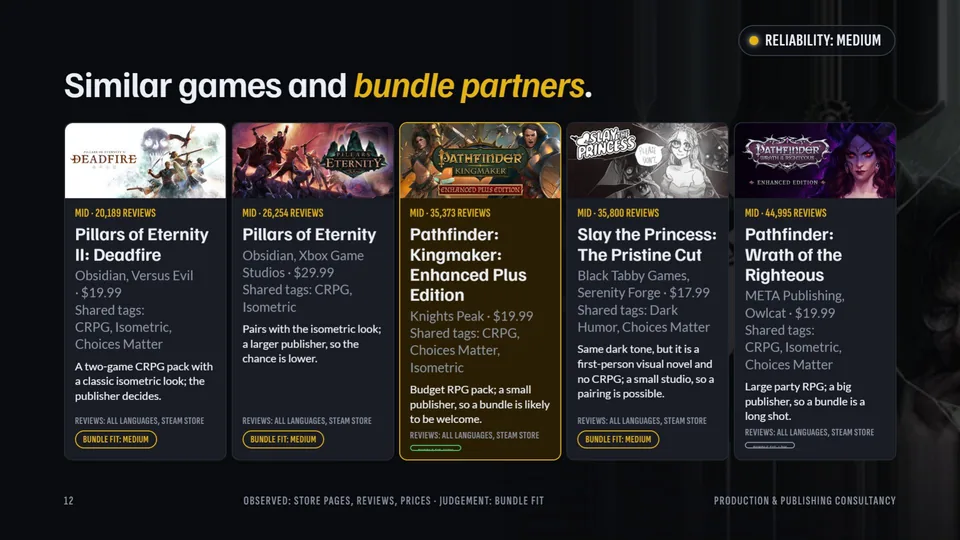 RELIABILITY: MEDIUM
Similar games and bundle partners.
PILLARS OF ETERNITY II
DEADFIRE
MID · 20,189 REVIEWS
Pillars of Eternity
II: Deadfire
Obsidian, Versus Evil
· $19.99
Shared tags:
CRPG, Isometric,
Choices Matter
A two-game CRPG pack with
a classic isometric look; the
publisher decides.
REVIEWS: ALL LANGUAGES, STEAM STORE
BUNDLE FIT: MEDIUM
PILLARS OF
ETERNITY
MID · 26,254 REVIEWS
Pillars of Eternity
Obsidian, Xbox Game
Studios · $29.99
Shared tags: CRPG,
Isometric
Pairs with the isometric look;
a larger publisher, so the
chance is lower.
REVIEWS: ALL LANGUAGES, STEAM STORE
BUNDLE FIT: MEDIUM
PATHFINDER
KINGMAKER
ENHANCED PLUS EDITION
MID · 35,373 REVIEWS
Pathfinder:
Kingmaker:
Enhanced Plus
Edition
Knights Peak · $19.99
Shared tags: CRPG,
Choices Matter,
Isometric
Budget RPG pack; a small
publisher, so a bundle is likely
to be welcome.
REVIEWS: ALL LANGUAGES, STEAM STORE
SLAY THE
PRINCESS
PLEASE
DON'T.
MID · 35,800 REVIEWS
Slay the Princess:
The Pristine Cut
Black Tabby Games,
Serenity Forge · $17.99
Shared tags: Dark
Humor, Choices Matter
Same dark tone, but it is a
first-person visual novel and
no CRPG; a small studio, so a
pairing is possible.
REVIEWS: ALL LANGUAGES, STEAM STORE
BUNDLE FIT: MEDIUM
PATHFINDER
WRATH OF THE RIGHTEOUS
ENHANCED EDITION
MID · 44,995 REVIEWS
Pathfinder:
Wrath of the
Righteous
META Publishing,
Owlcat · $19.99
Shared tags:
CRPG, Isometric,
Choices Matter
Large party RPG; a big
publisher, so a bundle is a
long shot.
REVIEWS: ALL LANGUAGES, STEAM STORE
12
OBSERVED: STORE PAGES, REVIEWS, PRICES · JUDGEMENT: BUNDLE FIT
PRODUCTION & PUBLISHING CONSULTANCY